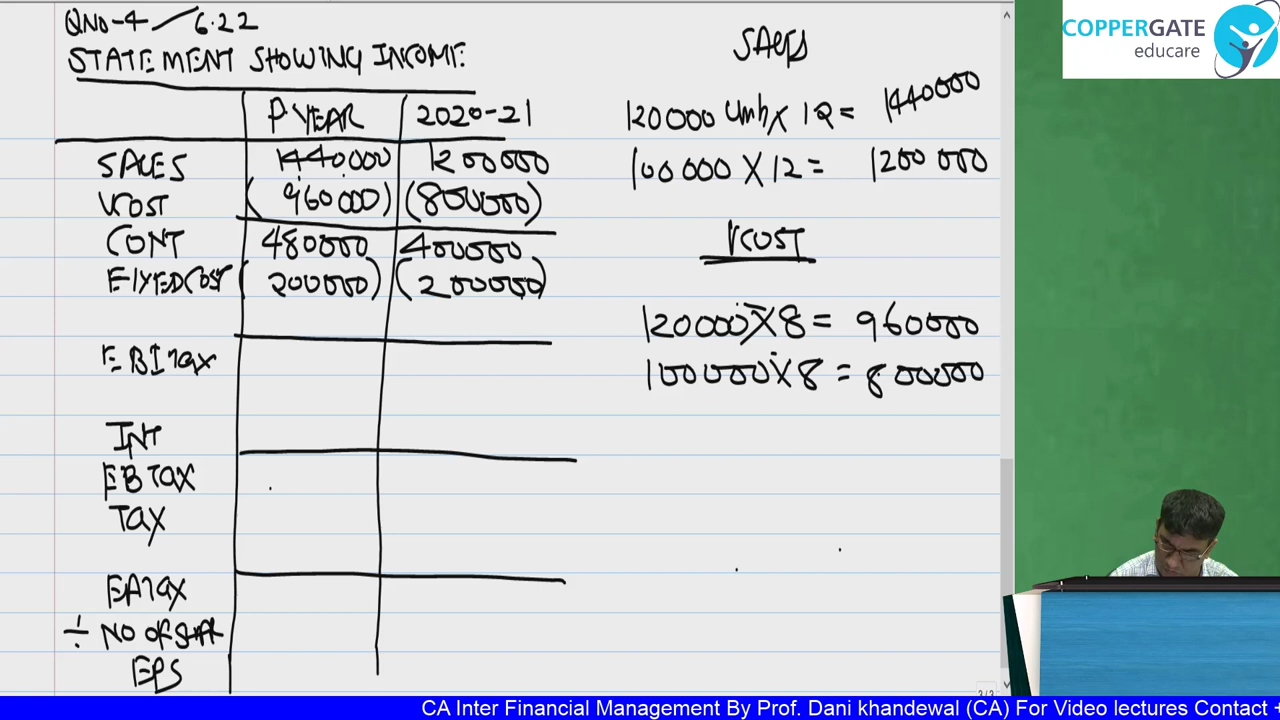 QNO-4 / 6.22
STATEMENT SHOWING INCOME
P YEAR 2020-21
SALES 1440000 1200000
VCOST (960000) (800000)
CONT 480000 400000
FIXED COST (200000) (200000)
EBITax
INT
EBTAX
TAX
EATax
÷ NO OF
EPS
SALES
120000 X 12 = 1440000
100000 X 12 = 1200000
VCOST
120000 X 8 = 960000
100000 X 8 = 800000
COPPERGATE
educare
3/3
CA Inter Financial Management By Prof. Dani khandewal (CA) For Video lectures Contact